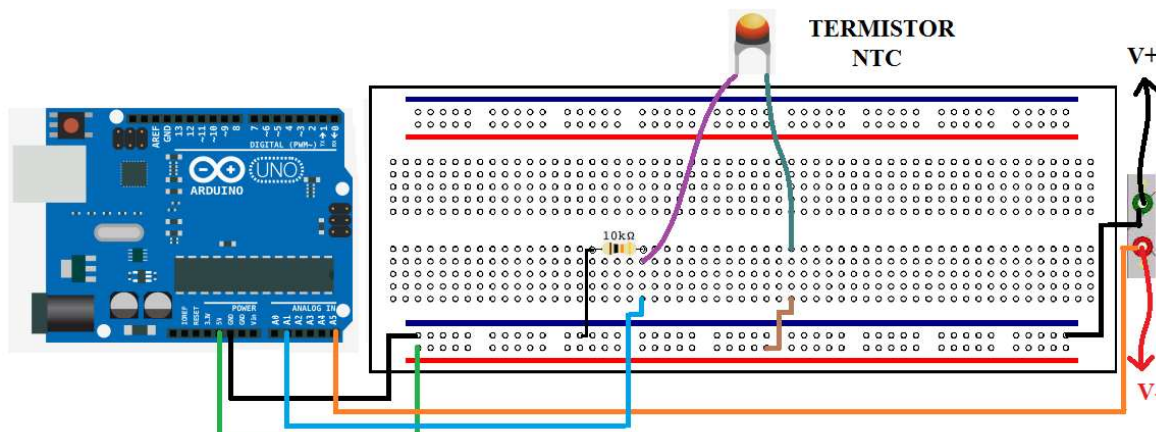 TERMISTOR
NTC
V+
AREF
GND
13
12
~11
~10
~9
8
7
~6
~5
4
~3
2
TX→1
RX←0
DIGITAL (PWM~)
ARDUINO
UNO
10kΩ
POWER
ANALOG IN
IOREF
RESET
3.3V
5V
GND
GND
Vin
A0
A1
A2
A3
A4
A5
V-